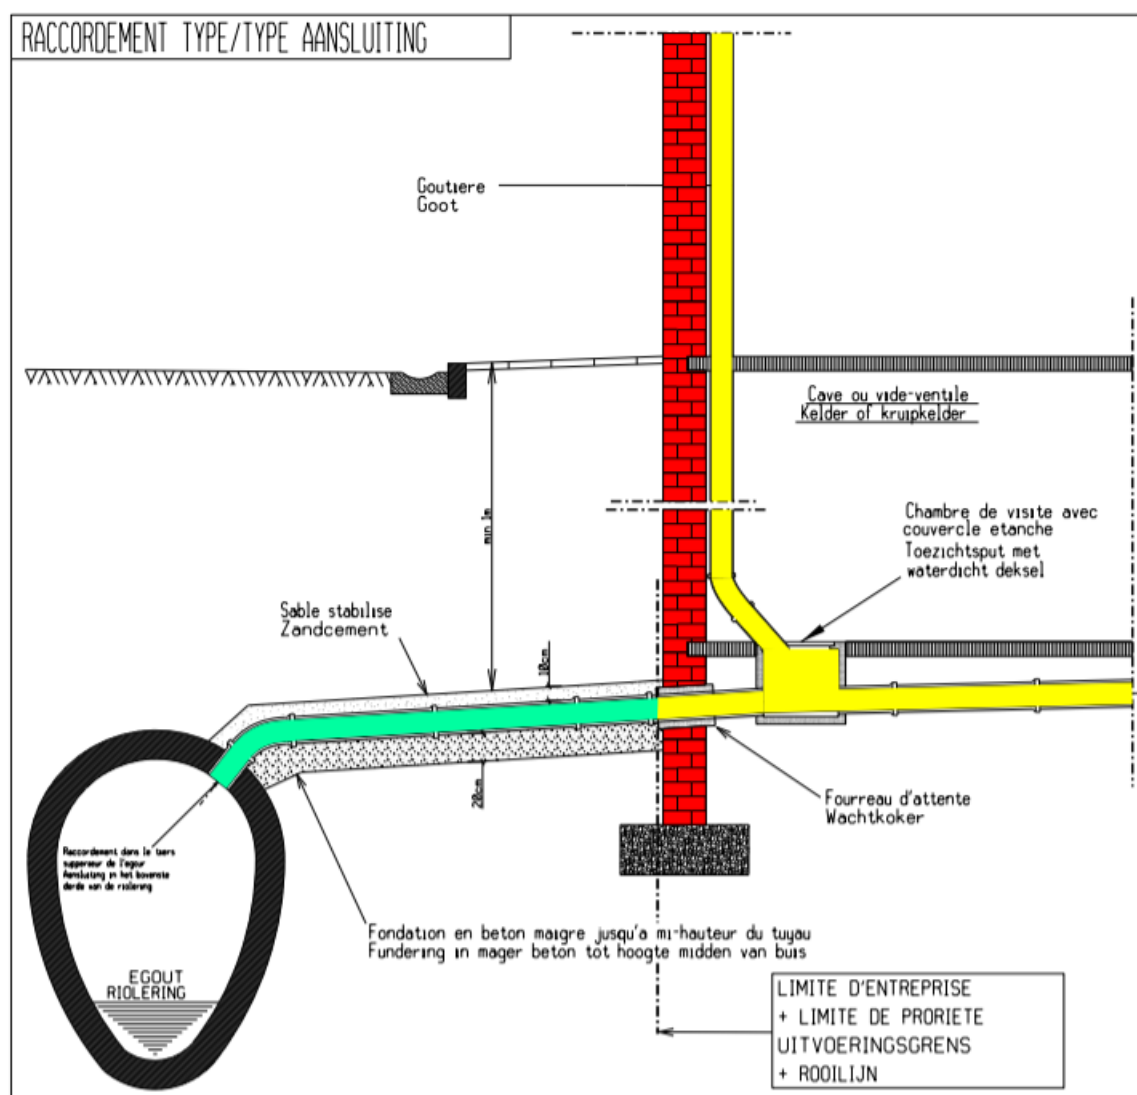 RACCORDEMENT TYPE/TYPE AANSLUITING
Goutiere
Goot
Cave ou vide-ventile
Kelder of kruipkelder
min 1m
Chambre de visite avec
couvercle etanche
Toezichtsput met
waterdicht deksel
Sable stabilise
Zandcement
10cm
20cm
Fourreau d'attente
Wachtkoker
Raccordement dans le tiers
superieur de l'egout
Aansluiting in het bovenste
derde van de riolering
Fondation en beton maigre jusqu'a mi-hauteur du tuyau
Fundering in mager beton tot hoogte midden van buis
EGOUT
RIOLERING
LIMITE D'ENTREPRISE
+ LIMITE DE PRORIETE
UITVOERINGSGRENS
+ ROOILIJN